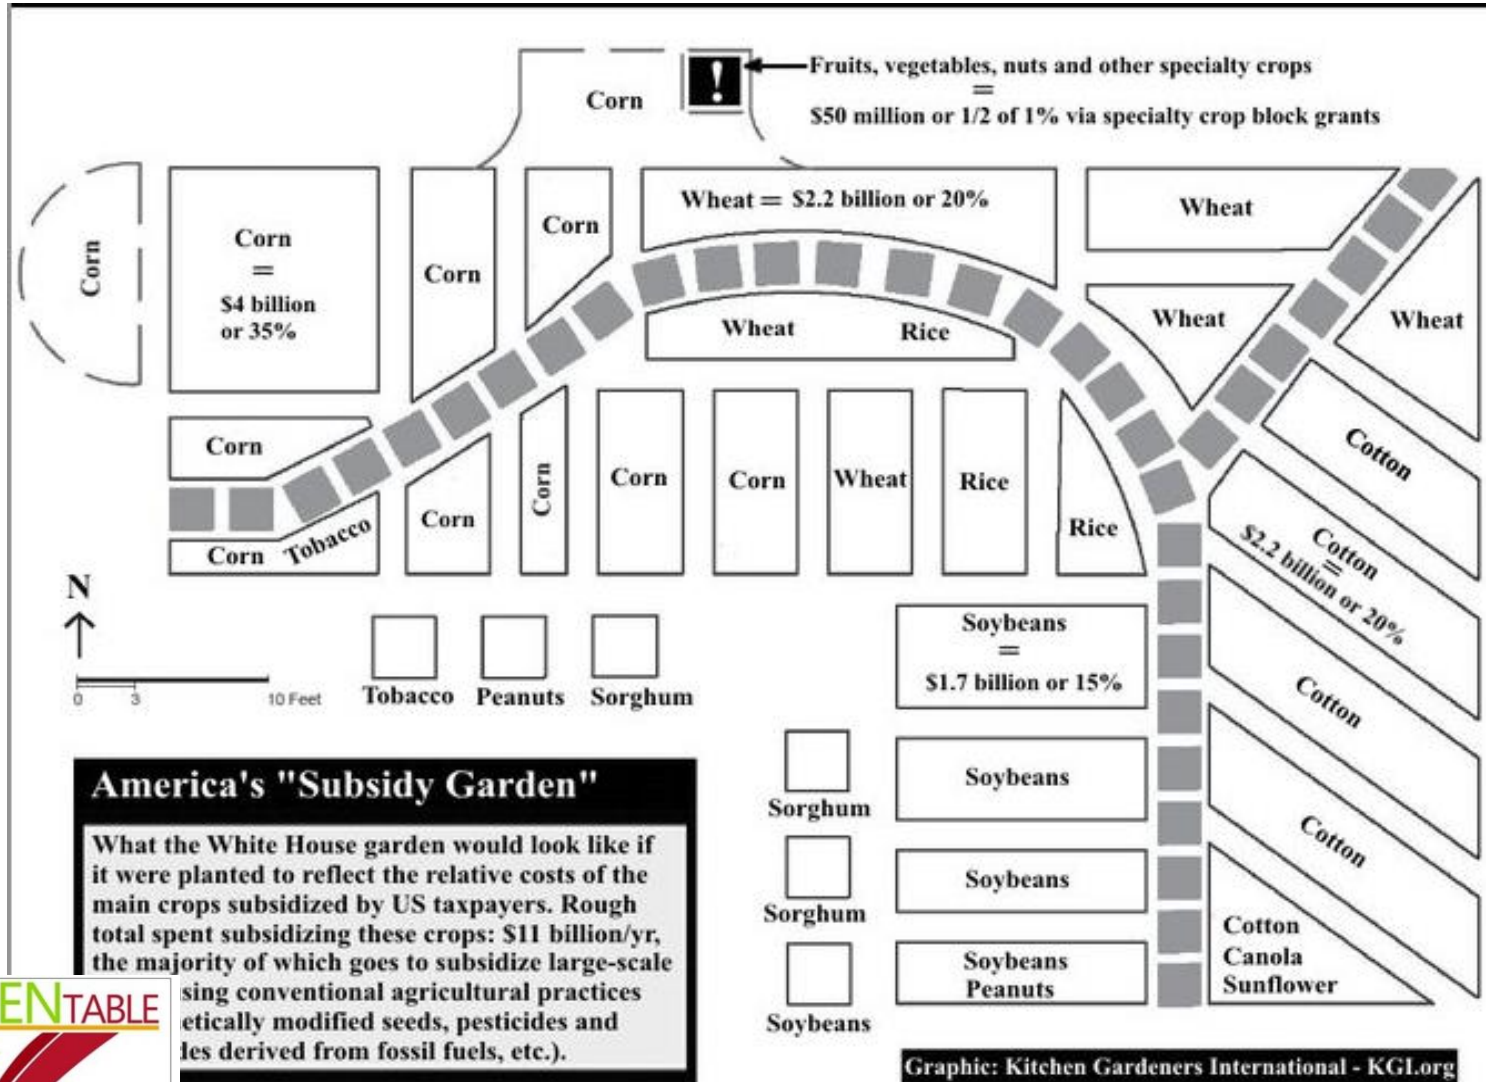 Fruits, vegetables, nuts and other specialty crops
=
$50 million or 1/2 of 1% via specialty crop block grants
!
Corn
Corn
Corn
=
$4 billion
or 35%
Corn
Corn
Wheat = $2.2 billion or 20%
Wheat
Wheat Rice
Wheat
Wheat
Corn
Corn Tobacco
Corn
Corn
Corn
Corn
Wheat
Rice
Rice
Cotton
Cotton
=
$2.2 billion or 20%
Cotton
Cotton
Cotton
Canola
Sunflower
N
0 3 10 Feet
Tobacco Peanuts Sorghum
Soybeans
=
$1.7 billion or 15%
Soybeans
Soybeans
Soybeans
Peanuts
Sorghum
Sorghum
Soybeans
America's "Subsidy Garden"
What the White House garden would look like if
it were planted to reflect the relative costs of the
main crops subsidized by US taxpayers. Rough
total spent subsidizing these crops: $11 billion/yr,
the majority of which goes to subsidize large-scale
sing conventional agricultural practices
etically modified seeds, pesticides and
des derived from fossil fuels, etc.).
ENTABLE
Graphic: Kitchen Gardeners International - KGI.org